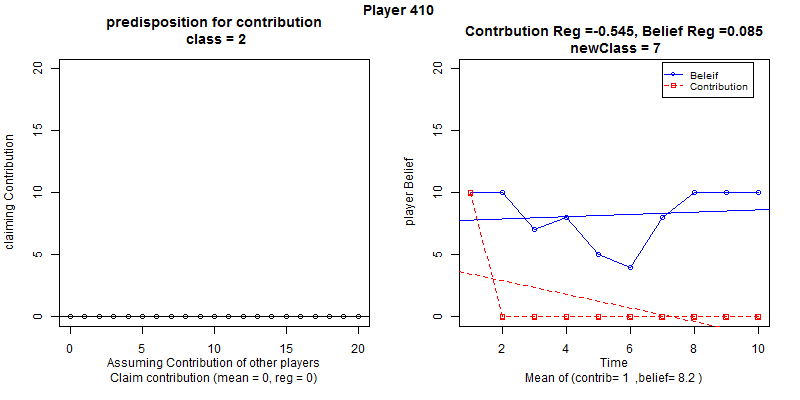 Player 410
predisposition for contribution
class = 2
claiming Contribution
20
15
10
5
0
0 5 10 15 20
Assuming Contribution of other players
Claim contribution (mean = 0, reg = 0)
Contrbution Reg =-0.545, Belief Reg =0.085
newClass = 7
Beleif
Contribution
player Belief
20
15
10
5
0
2 4 6 8 10
Time
Mean of (contrib= 1 ,belief= 8.2 )